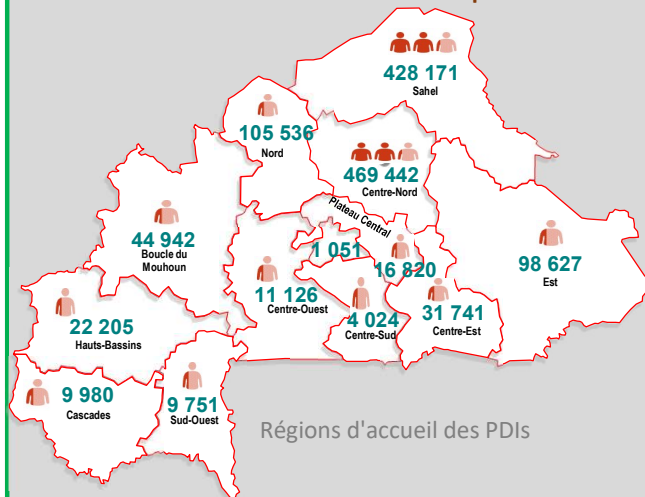 428 171
Sahel
105 536
Nord
469 442
Centre-Nord
Plateau Central
44 942
Boucle du
Mouhoun
1 051
16 820
98 627
Est
11 126
Centre-Ouest
4 024
Centre-Sud
31 741
Centre-Est
22 205
Hauts-Bassins
9 980
Cascades
9 751
Sud-Ouest
Régions d'accueil des PDIs